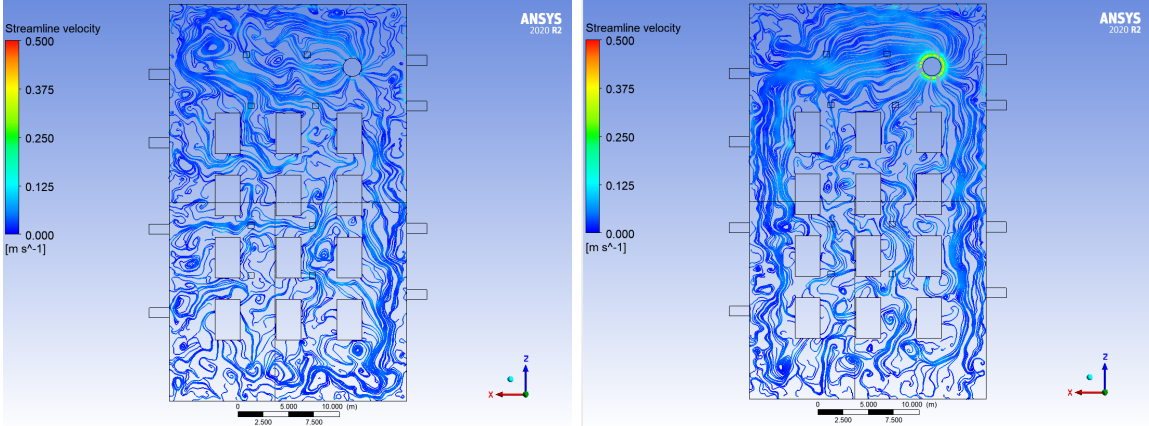 Streamline velocity
0.500
0.375
0.250
0.125
0.000
[m s^-1]
ANSYS
2020 R2
Z
X
0 5.000 10.000 (m)
2.500 7.500
Streamline velocity
0.500
0.375
0.250
0.125
0.000
[m s^-1]
ANSYS
2020 R2
Z
X
0 5.000 10.000 (m)
2.500 7.500